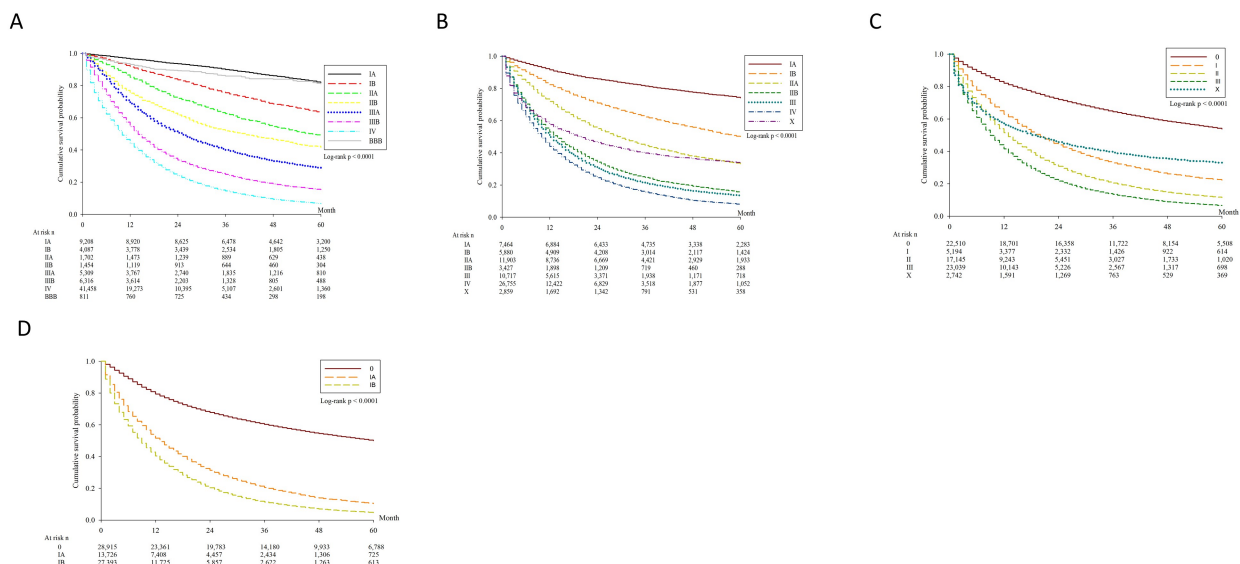 A
Cumulative survival probability
1.0
0.8
0.6
0.4
0.2
0.0
0 12 24 36 48 60
Month
IA
IB
IIA
IIB
IIIA
IIIB
IV
BBB
Log-rank p < 0.0001
At risk n
IA 9,208 8,920 8,625 6,478 4,642 3,200
IB 4,087 3,778 3,439 2,534 1,805 1,250
IIA 1,702 1,473 1,239 889 629 438
IIB 1,454 1,119 913 644 460 304
IIIA 5,309 3,767 2,740 1,835 1,216 810
IIIB 6,316 3,614 2,203 1,328 805 488
IV 41,458 19,273 10,395 5,107 2,601 1,360
BBB 811 760 725 434 298 198
B
Cumulative survival probability
1.0
0.8
0.6
0.4
0.2
0.0
0 12 24 36 48 60
Month
IA
IB
IIA
IIB
III
IV
X
Log-rank p < 0.0001
At risk n
IA 7,464 6,884 6,433 4,735 3,338 2,283
IB 5,880 4,909 4,208 3,014 2,117 1,424
IIA 11,903 8,736 6,669 4,421 2,929 1,933
IIB 3,427 1,898 1,209 719 460 288
III 10,717 5,615 3,371 1,938 1,171 718
IV 26,755 12,422 6,829 3,518 1,877 1,052
X 2,859 1,692 1,342 791 531 358
C
Cumulative survival probability
1.0
0.8
0.6
0.4
0.2
0.0
0 12 24 36 48 60
Month
0
I
II
III
X
Log-rank p < 0.0001
At risk n
0 22,510 18,701 16,358 11,722 8,154 5,508
I 5,194 3,377 2,332 1,426 922 614
II 17,145 9,243 5,451 3,027 1,733 1,020
III 23,039 10,143 5,226 2,567 1,317 698
X 2,742 1,591 1,269 763 529 369
D
Cumulative survival probability
1.0
0.8
0.6
0.4
0.2
0.0
0 12 24 36 48 60
Month
0
IA
IB
Log-rank p < 0.0001
At risk n
0 28,915 23,361 19,783 14,180 9,933 6,788
IA 13,726 7,408 4,457 2,434 1,306 725
IB 27,393 11,725 5,857 2,622 1,263 613